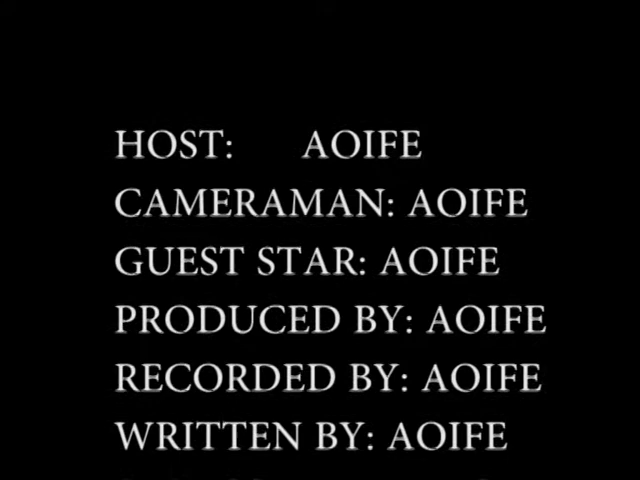 HOST: AOIFE
CAMERAMAN: AOIFE
GUEST STAR: AOIFE
PRODUCED BY: AOIFE
RECORDED BY: AOIFE
WRITTEN BY: AOIFE